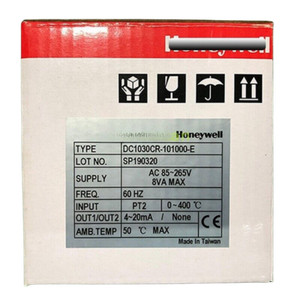 Honeywell
Honeywell
TYPE DC1030CR-101000-E
LOT NO. SP190320
SUPPLY AC 85~265V
8VA MAX
FREQ. 60 HZ
INPUT PT2 0~400 ℃
OUT1/OUT2 4~20mA / None
AMB.TEMP 50 ℃ MAX
CE
Made In Taiwan